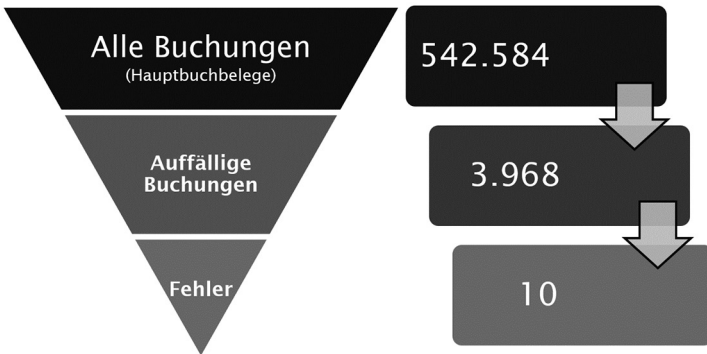 Alle Buchungen
(Hauptbuchbelege)
542.584
Auffällige
Buchungen
3.968
Fehler
10